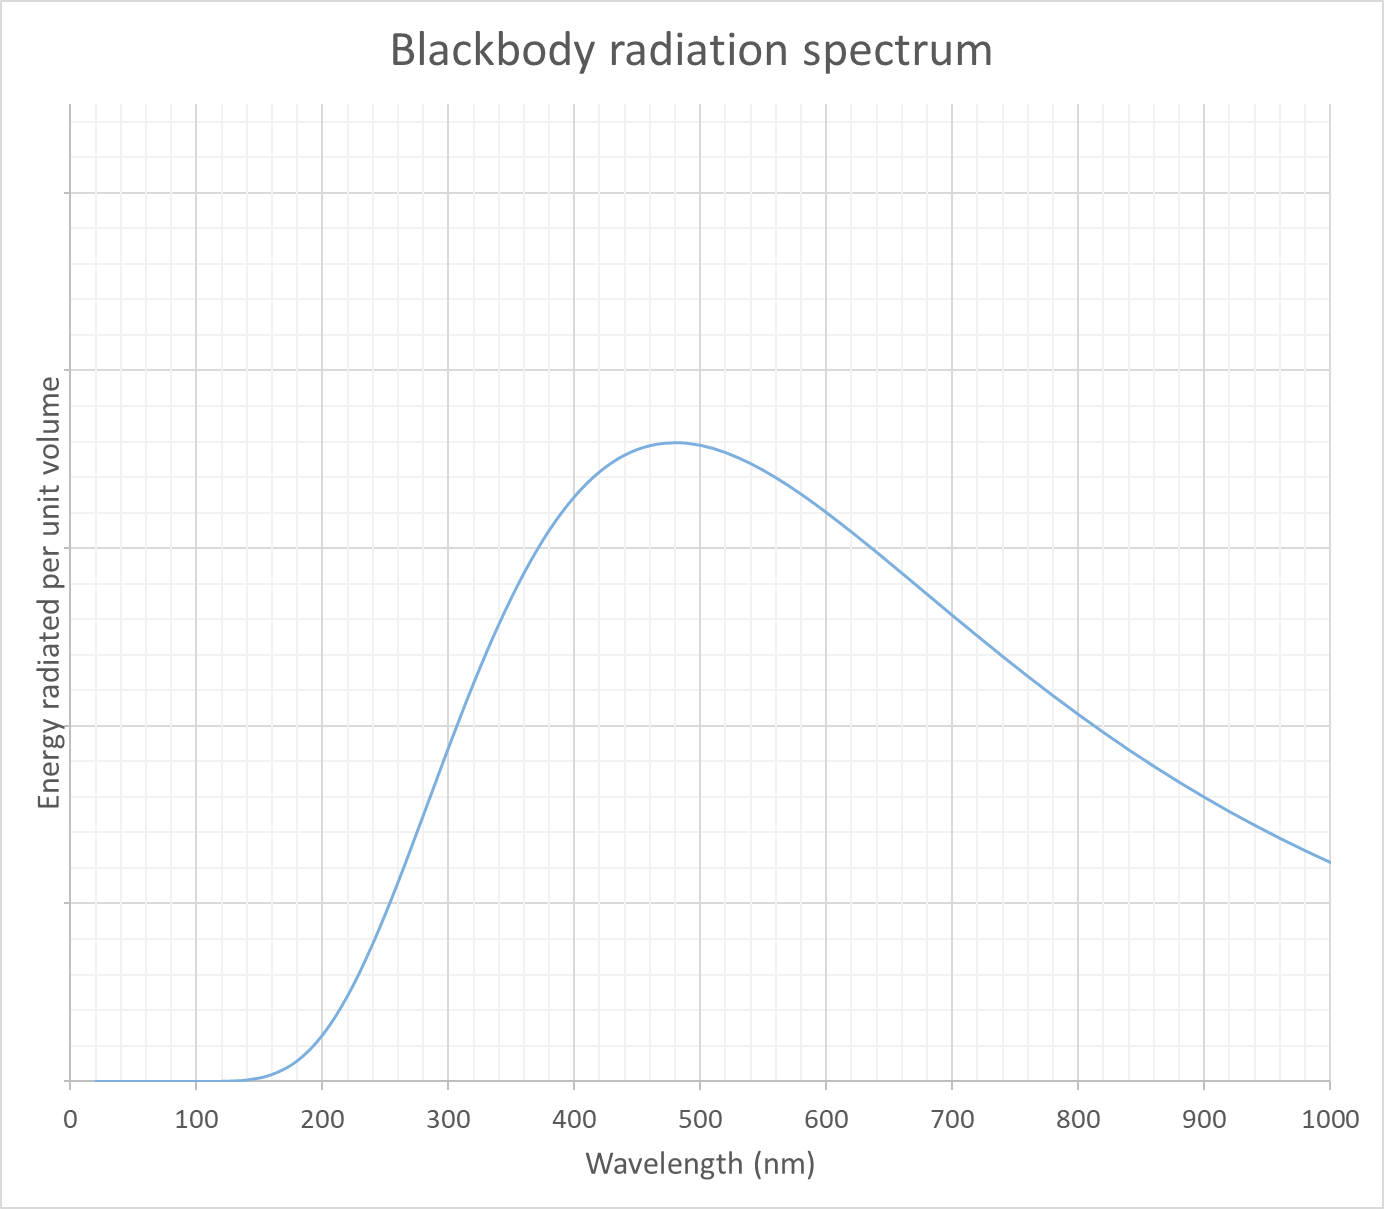 Blackbody radiation spectrum
Energy radiated per unit volume
0 100 200 300 400 500 600 700 800 900 1000
Wavelength (nm)